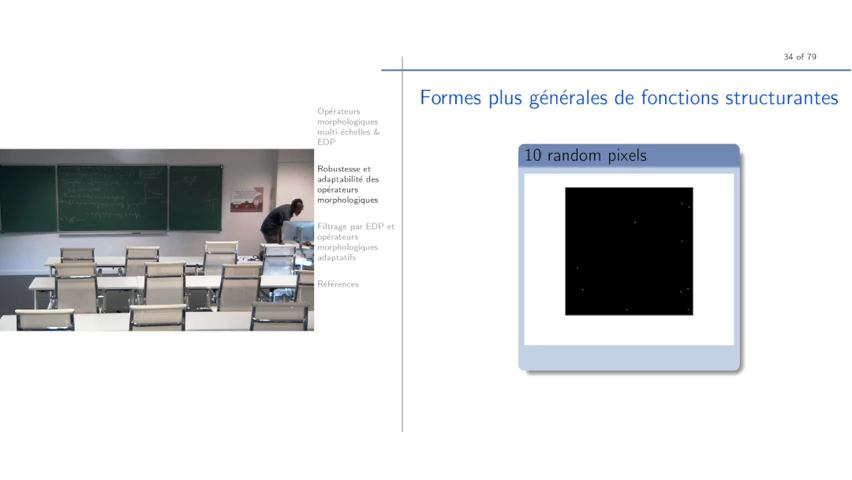 34 of 79
Formes plus générales de fonctions structurantes
Opérateurs
morphologiques
multi-échelles &
EDP
Robustesse et
adaptabilité des
opérateurs
morphologiques
Filtrage par EDP et
opérateurs
morphologiques
adaptatifs
Références
10 random pixels